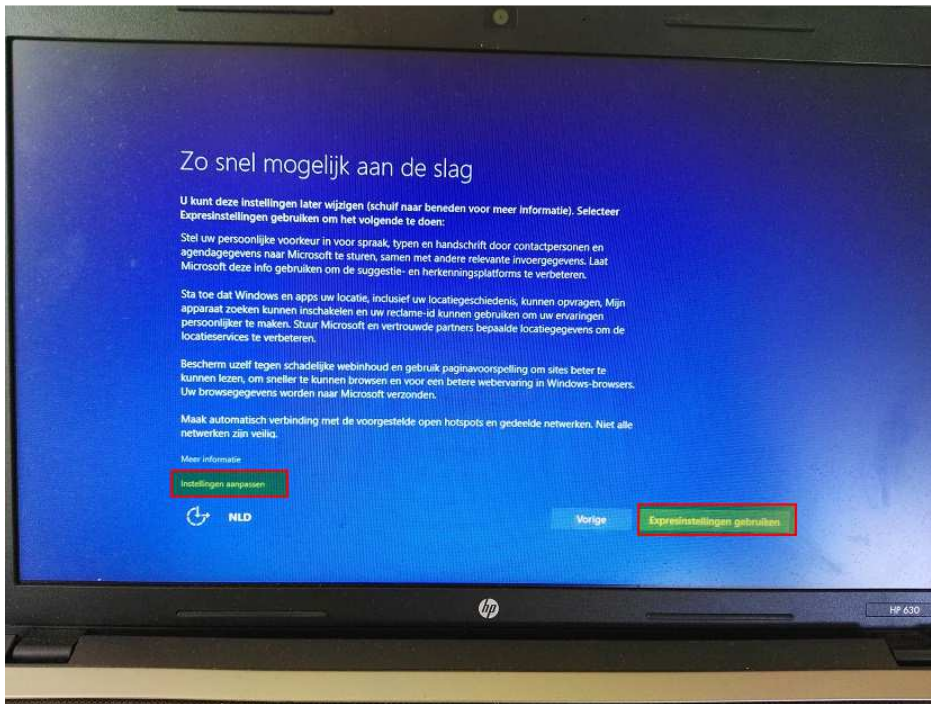 Zo snel mogelijk aan de slag
U kunt deze instellingen later wijzigen (schuif naar beneden voor meer informatie). Selecteer
Expresinstellingen gebruiken om het volgende te doen:
Stel uw persoonlijke voorkeur in voor spraak, typen en handschrift door contactpersonen en
agendagegevens naar Microsoft te sturen, samen met andere relevante invoergegevens. Laat
Microsoft deze info gebruiken om de suggestie- en herkenningsplatforms te verbeteren.
Sta toe dat Windows en apps uw locatie, inclusief uw locatiegeschiedenis, kunnen opvragen, Mijn
apparaat zoeken kunnen inschakelen en uw reclame-id kunnen gebruiken om uw ervaringen
persoonlijker te maken. Stuur Microsoft en vertrouwde partners bepaalde locatiegegevens om de
locatieservices te verbeteren.
Bescherm uzelf tegen schadelijke webinhoud en gebruik paginavoorspelling om sites beter te
kunnen lezen, om sneller te kunnen browsen en voor een betere webervaring in Windows-browsers.
Uw browsegegevens worden naar Microsoft verzonden.
Maak automatisch verbinding met de voorgestelde open hotspots en gedeelde netwerken. Niet alle
netwerken zijn veilig.
Meer informatie
Instellingen aanpassen
NLD
Vorige
Expresinstellingen gebruiken
hp
HP 630